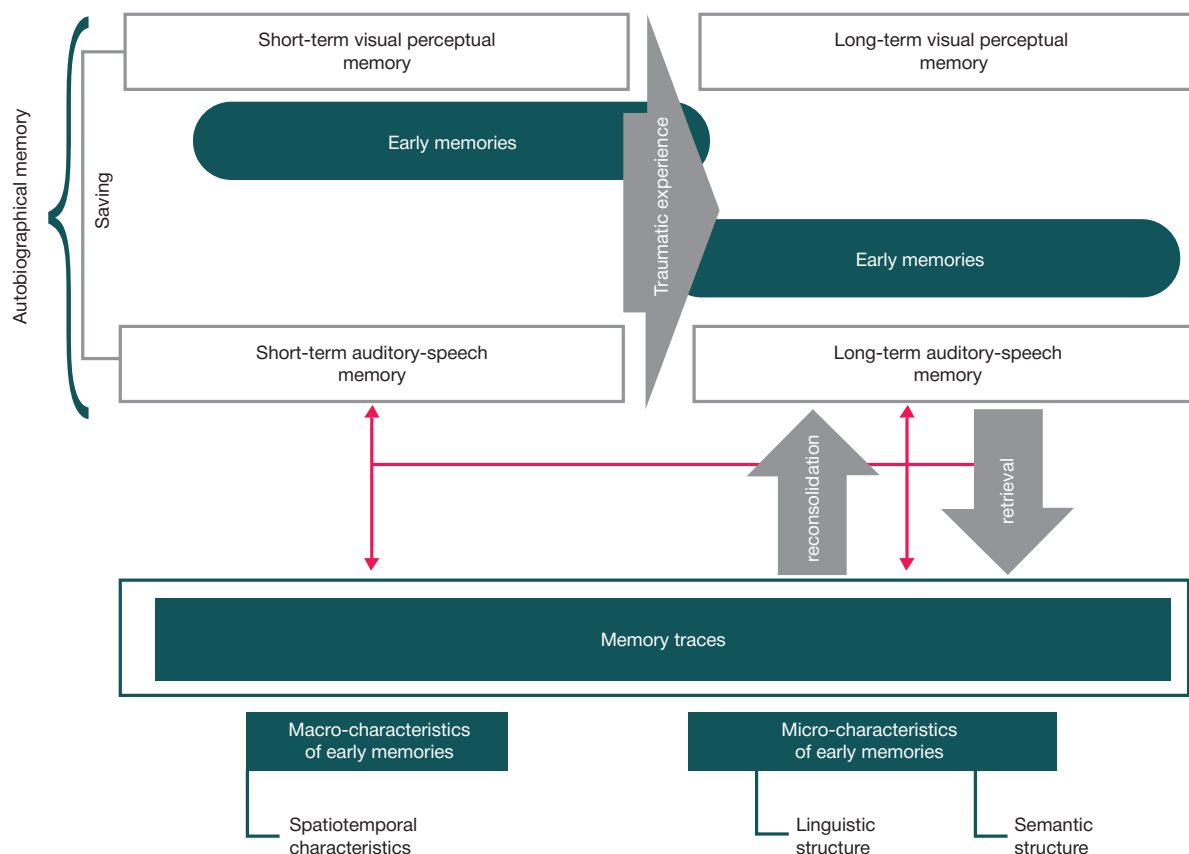 Short-term visual perceptual
memory
Long-term visual perceptual
memory
Autobiographical memory
Saving
Early memories
Traumatic experience
Early memories
Short-term auditory-speech
memory
Long-term auditory-speech
memory
reconsolidation
retrieval
Memory traces
Macro-characteristics
of early memories
Micro-characteristics
of early memories
Spatiotemporal
characteristics
Linguistic
structure
Semantic
structure